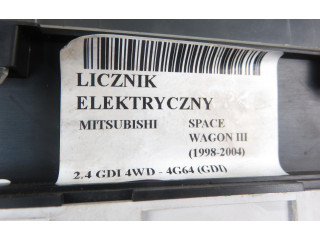 LICZNIK
ELEKTRYCZNY
MITSUBISHI SPACE
WAGON III
(1998-2004)
2.4 GDI 4WD - 4G64 (GDI)